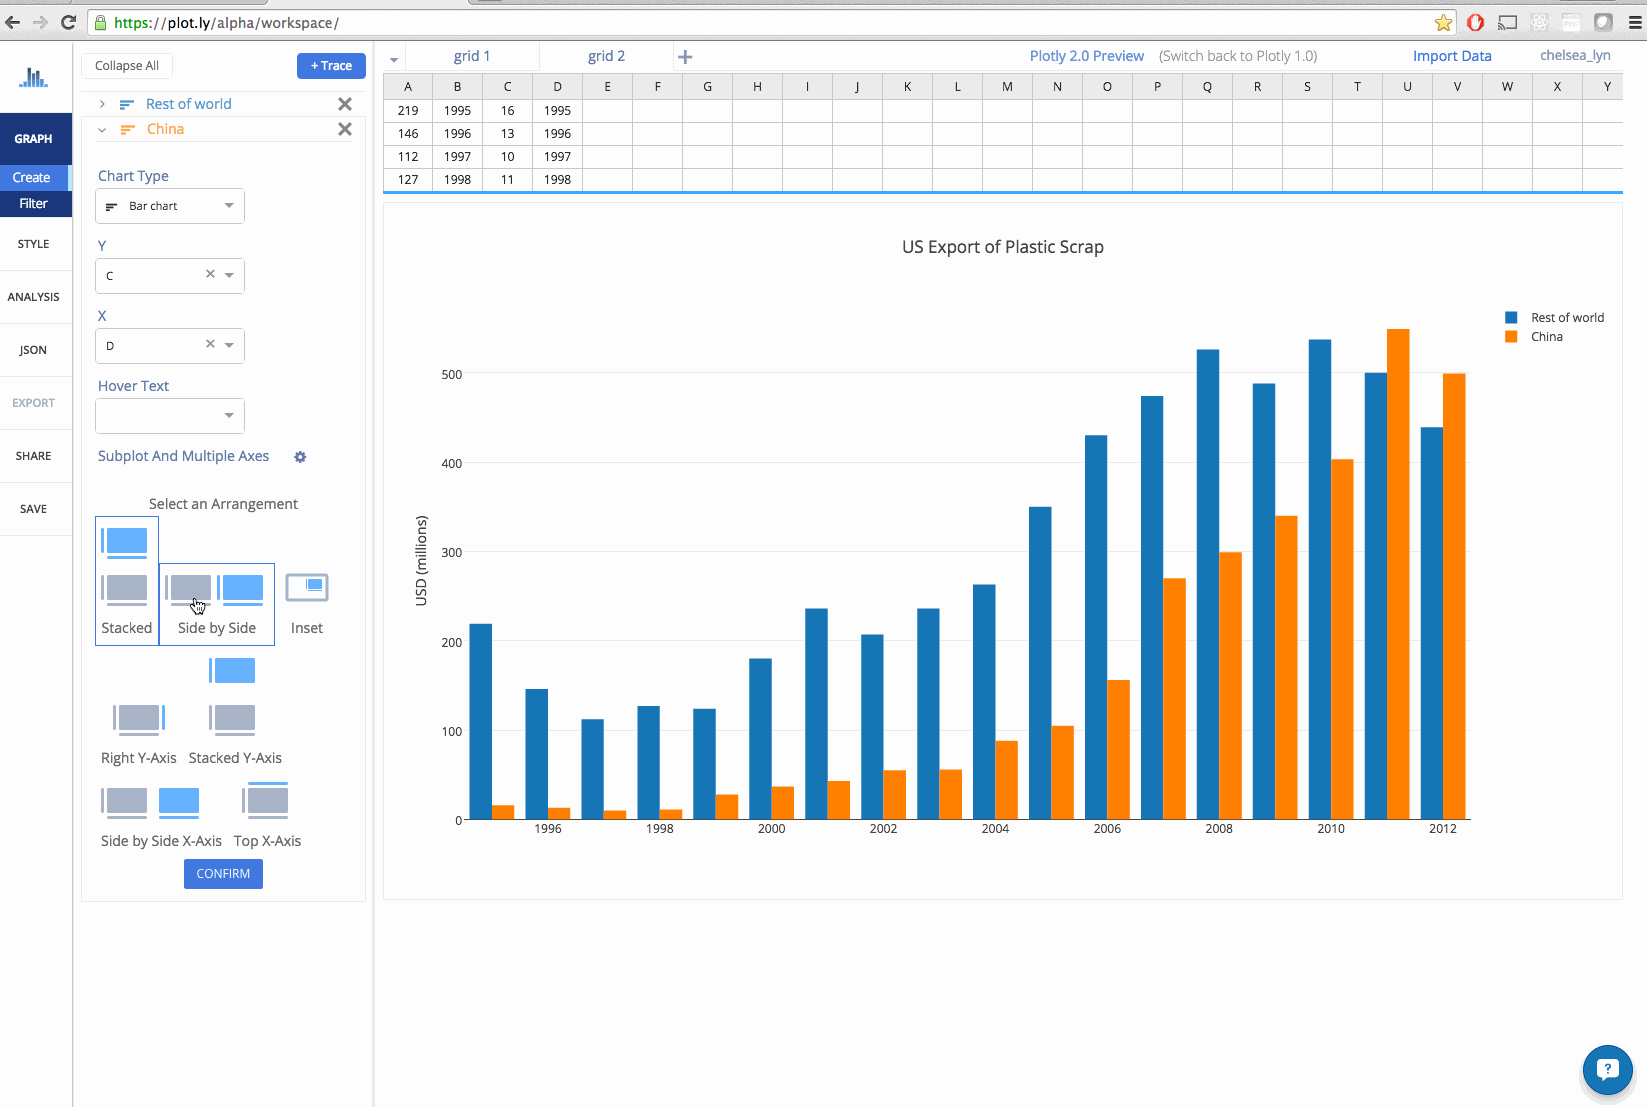 https://plot.ly/alpha/workspace/
Collapse All
+ Trace
grid 1
grid 2
+
Plotly 2.0 Preview
(Switch back to Plotly 1.0)
Import Data
chelsea_lyn
A B C D E F G H I J K L M N O P Q R S T U V W X Y
219 1995 16 1995
146 1996 13 1996
112 1997 10 1997
127 1998 11 1998
GRAPH
Create
Filter
STYLE
ANALYSIS
JSON
EXPORT
SHARE
SAVE
Rest of world
China
Chart Type
Bar chart
Y
C
X
D
Hover Text
Subplot And Multiple Axes
Select an Arrangement
Stacked
Side by Side
Inset
Right Y-Axis
Stacked Y-Axis
Side by Side X-Axis
Top X-Axis
CONFIRM
US Export of Plastic Scrap
Rest of world
China
USD (millions)
500
400
300
200
100
0
1996 1998 2000 2002 2004 2006 2008 2010 2012
?